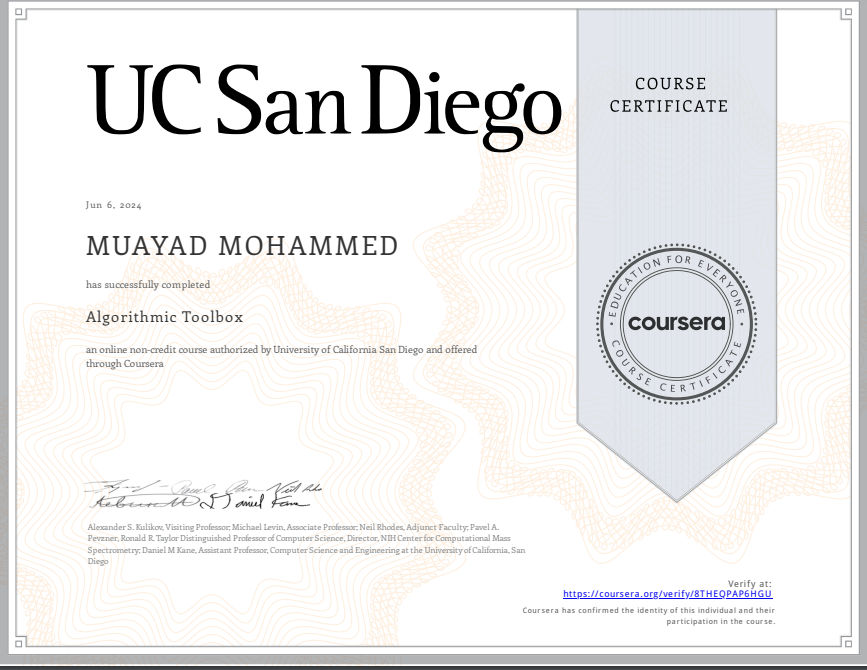 UC San Diego
COURSE
CERTIFICATE
Jun 6, 2024
MUAYAD MOHAMMED
has successfully completed
Algorithmic Toolbox
an online non-credit course authorized by University of California San Diego and offered
through Coursera
EDUCATION FOR EVERYONE
coursera
COURSE CERTIFICATE
Alexander S. Kulikov, Visiting Professor; Michael Levin, Associate Professor; Neil Rhodes, Adjunct Faculty; Pavel A.
Pevzner, Ronald R. Taylor Distinguished Professor of Computer Science, Director, NIH Center for Computational Mass
Spectrometry; Daniel M Kane, Assistant Professor, Computer Science and Engineering at the University of California, San
Diego
Verify at:
https://coursera.org/verify/8THEQPAP6HGU
Coursera has confirmed the identity of this individual and their
participation in the course.